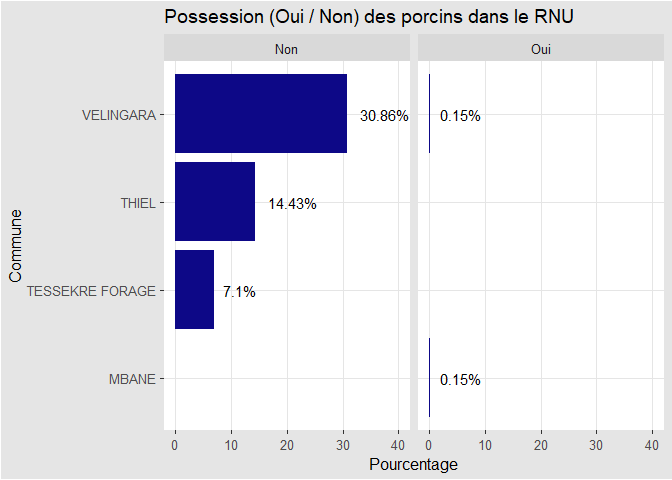 Possession (Oui / Non) des porcins dans le RNU
Non
Oui
Commune
VELINGARA
30.86%
0.15%
THIEL
14.43%
TESSEKRE FORAGE
7.1%
MBANE
0.15%
0 10 20 30 40
0 10 20 30 40
Pourcentage